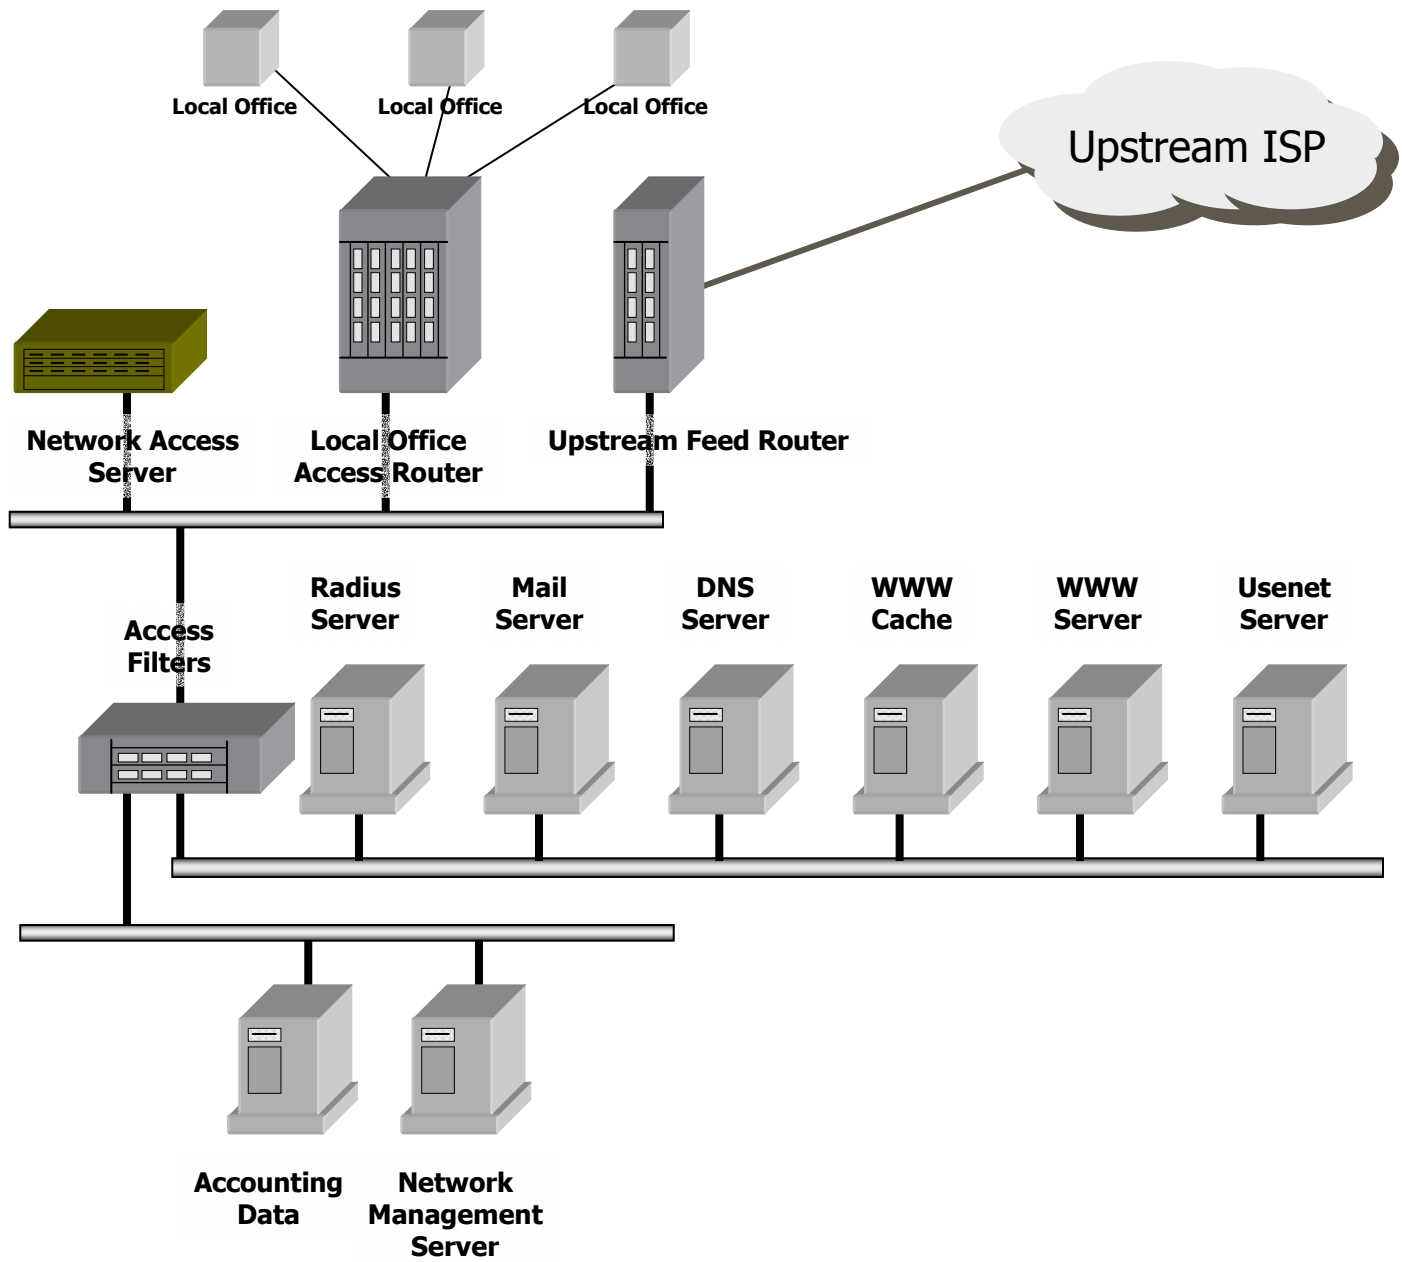 Local Office
Local Office
Local Office
Upstream ISP
Network Access
Server
Local Office
Access Router
Upstream Feed Router
Access
Filters
Radius
Server
Mail
Server
DNS
Server
WWW
Cache
WWW
Server
Usenet
Server
Accounting
Data
Network
Management
Server